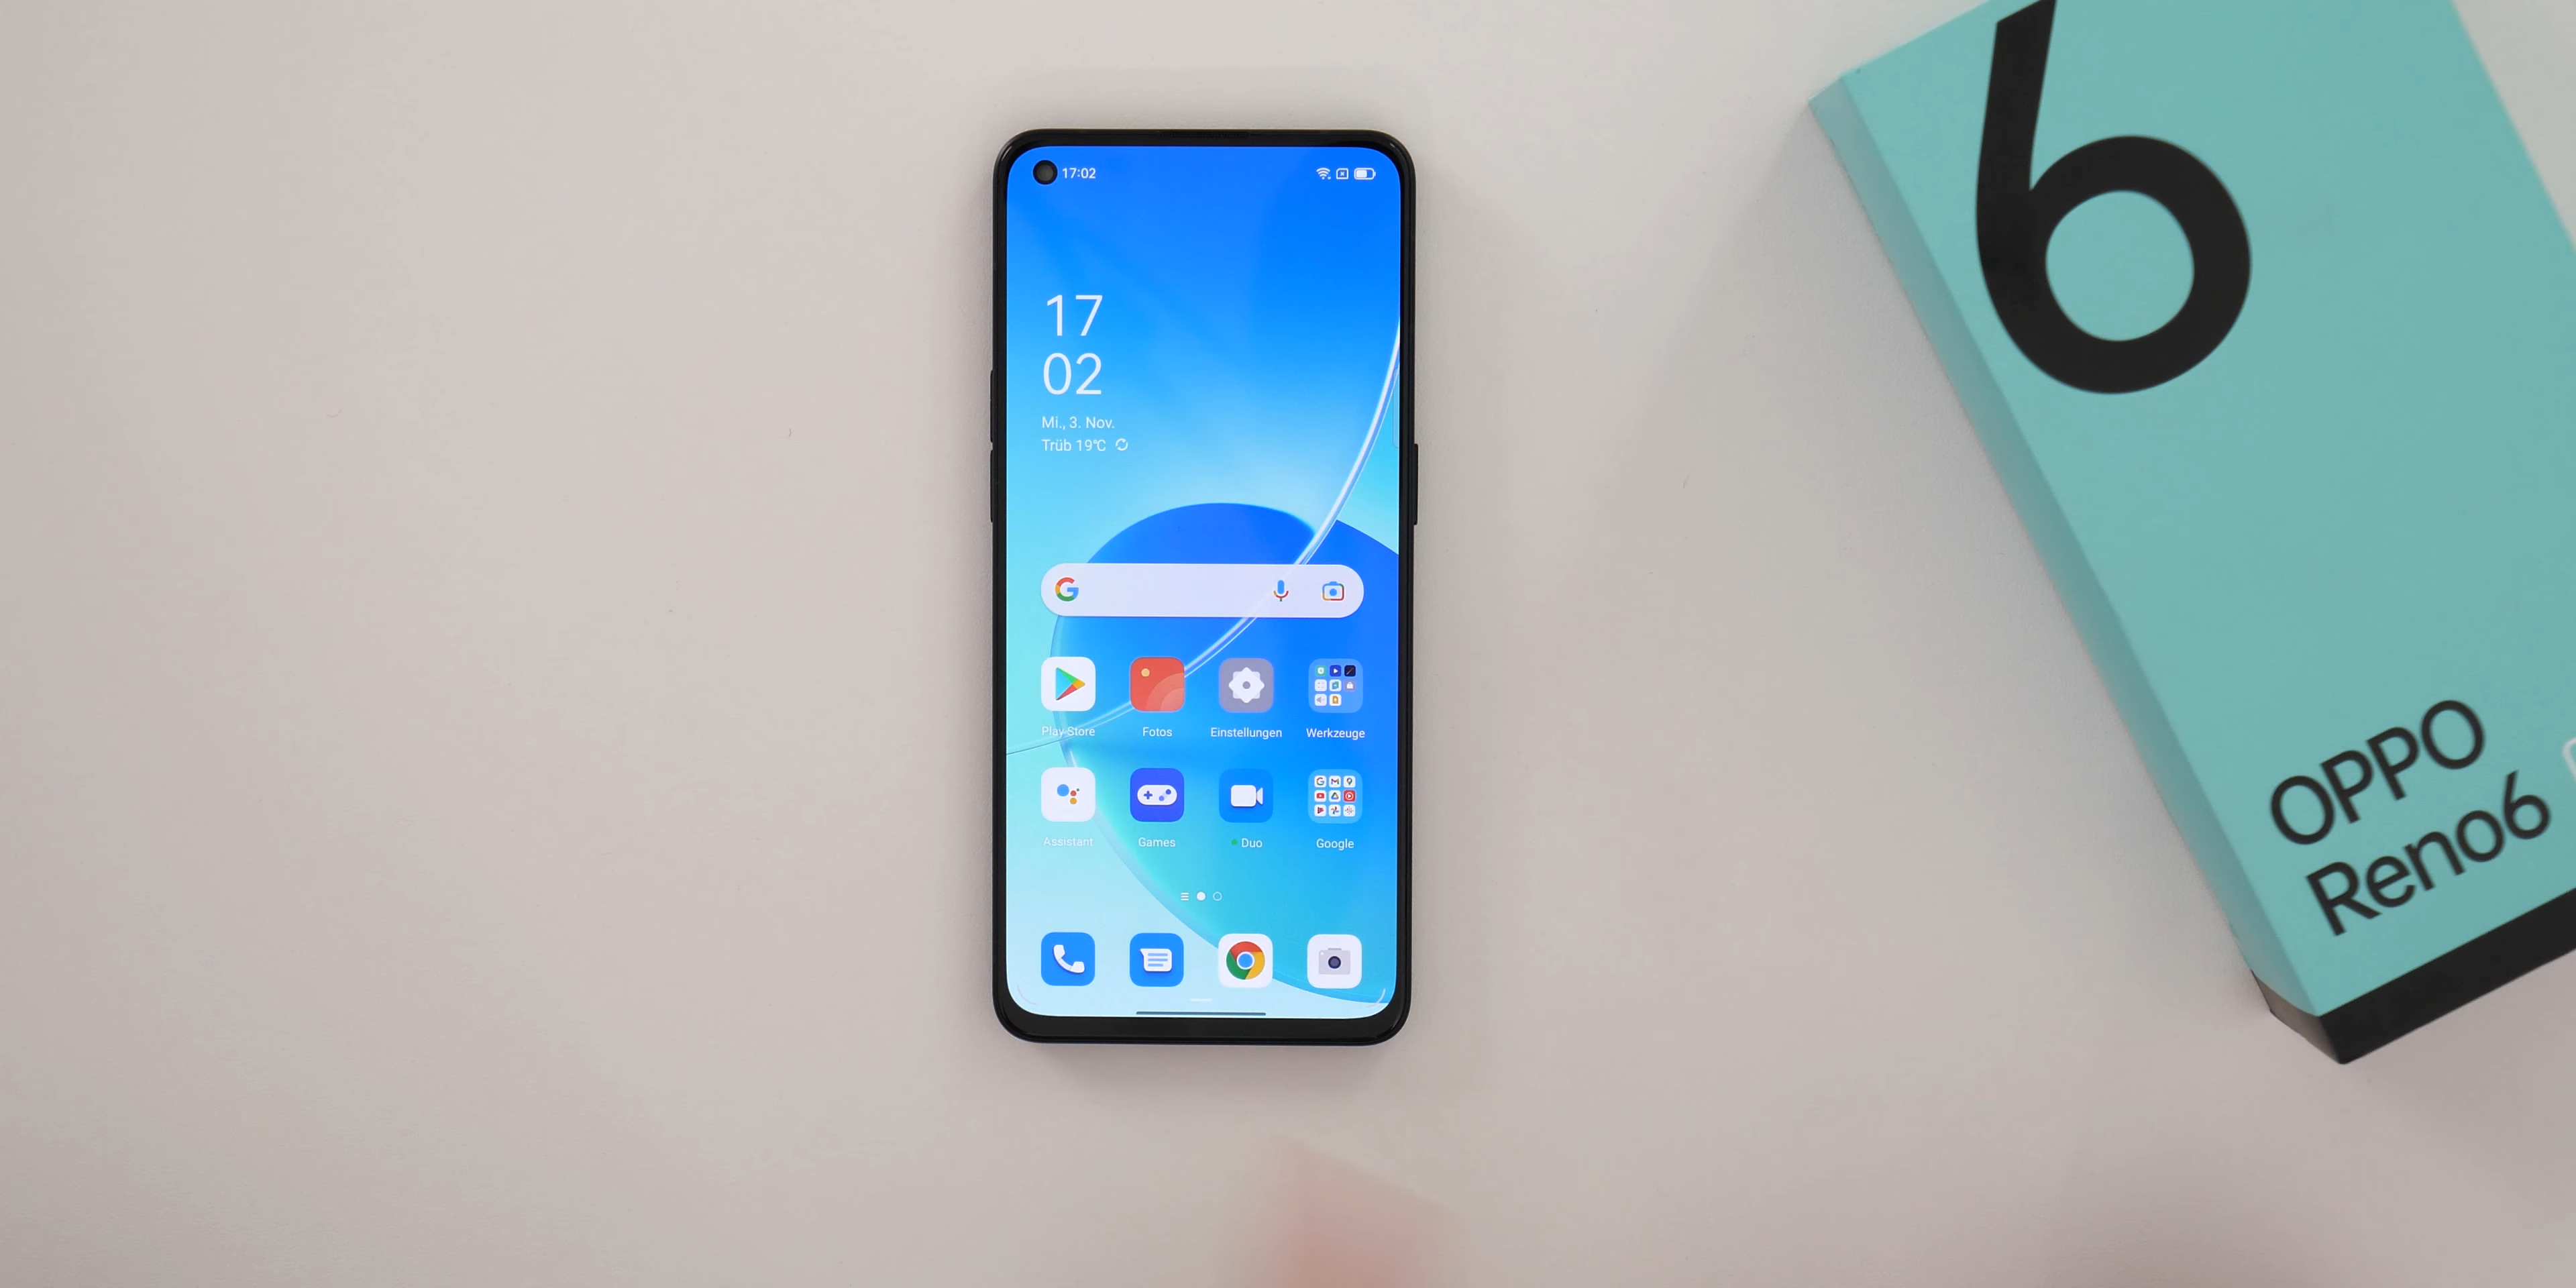 17:02
17
02
Mi., 3. Nov.
Trüb 19°C
Play Store
Fotos
Einstellungen
Werkzeuge
Assistant
Games
Duo
Google
6
OPPO
Reno6